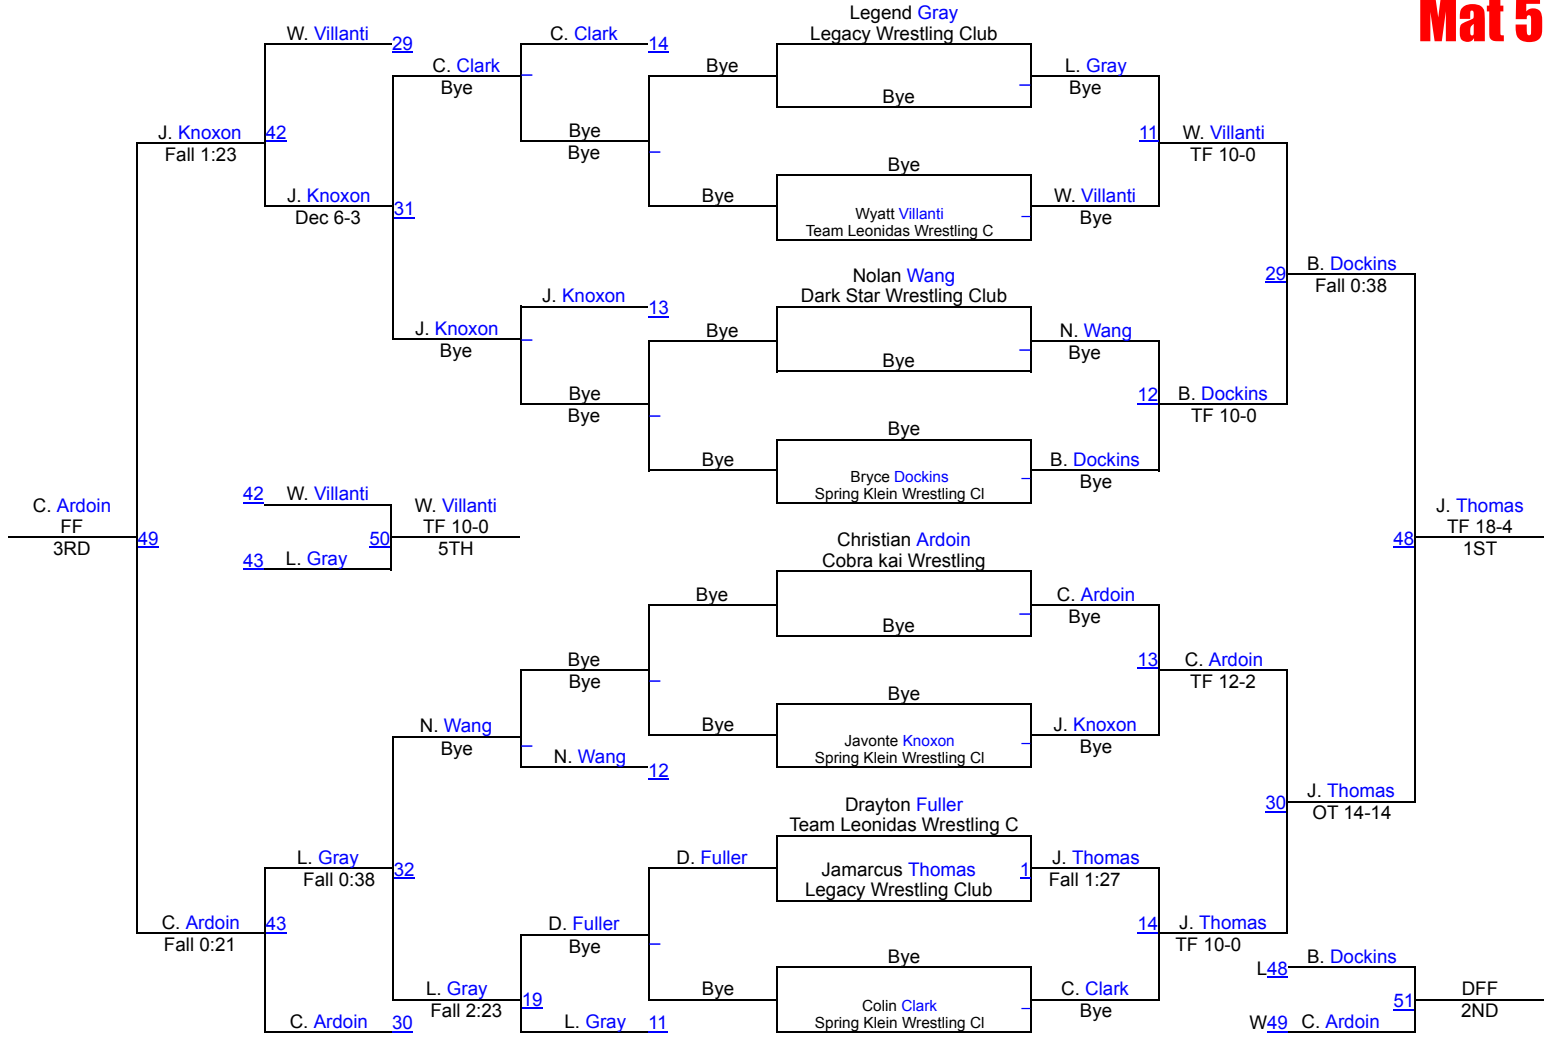 Mat 5
Legend Gray
Legacy Wrestling Club
W. Villanti
29
C. Clark
14
C. Clark
Bye
Bye
Bye
L. Gray
Bye
J. Knoxon
Fall 1:23
42
Bye
Bye
11
W. Villanti
TF 10-0
Bye
J. Knoxon
Dec 6-3
31
Bye
Wyatt Villanti
Team Leonidas Wrestling C
W. Villanti
Bye
Nolan Wang
Dark Star Wrestling Club
29
B. Dockins
Fall 0:38
J. Knoxon
13
J. Knoxon
Bye
Bye
Bye
N. Wang
Bye
Bye
Bye
12
B. Dockins
TF 10-0
Bye
Bye
Bryce Dockins
Spring Klein Wrestling Cl
B. Dockins
Bye
42
W. Villanti
C. Ardoin
FF
3RD
49
50
W. Villanti
TF 10-0
5TH
43
L. Gray
48
J. Thomas
TF 18-4
1ST
Christian Ardoin
Cobra kai Wrestling
Bye
Bye
C. Ardoin
Bye
Bye
Bye
13
C. Ardoin
TF 12-2
Bye
N. Wang
Bye
Bye
Javonte Knoxon
Spring Klein Wrestling Cl
J. Knoxon
Bye
N. Wang
12
Drayton Fuller
Team Leonidas Wrestling C
30
J. Thomas
OT 14-14
L. Gray
Fall 0:38
32
D. Fuller
Jamarcus Thomas
Legacy Wrestling Club
1
J. Thomas
Fall 1:27
C. Ardoin
Fall 0:21
43
D. Fuller
Bye
14
J. Thomas
TF 10-0
Bye
L48
B. Dockins
L. Gray
Fall 2:23
19
Bye
Colin Clark
Spring Klein Wrestling Cl
C. Clark
Bye
51
DFF
2ND
C. Ardoin
30
L. Gray
11
W49
C. Ardoin